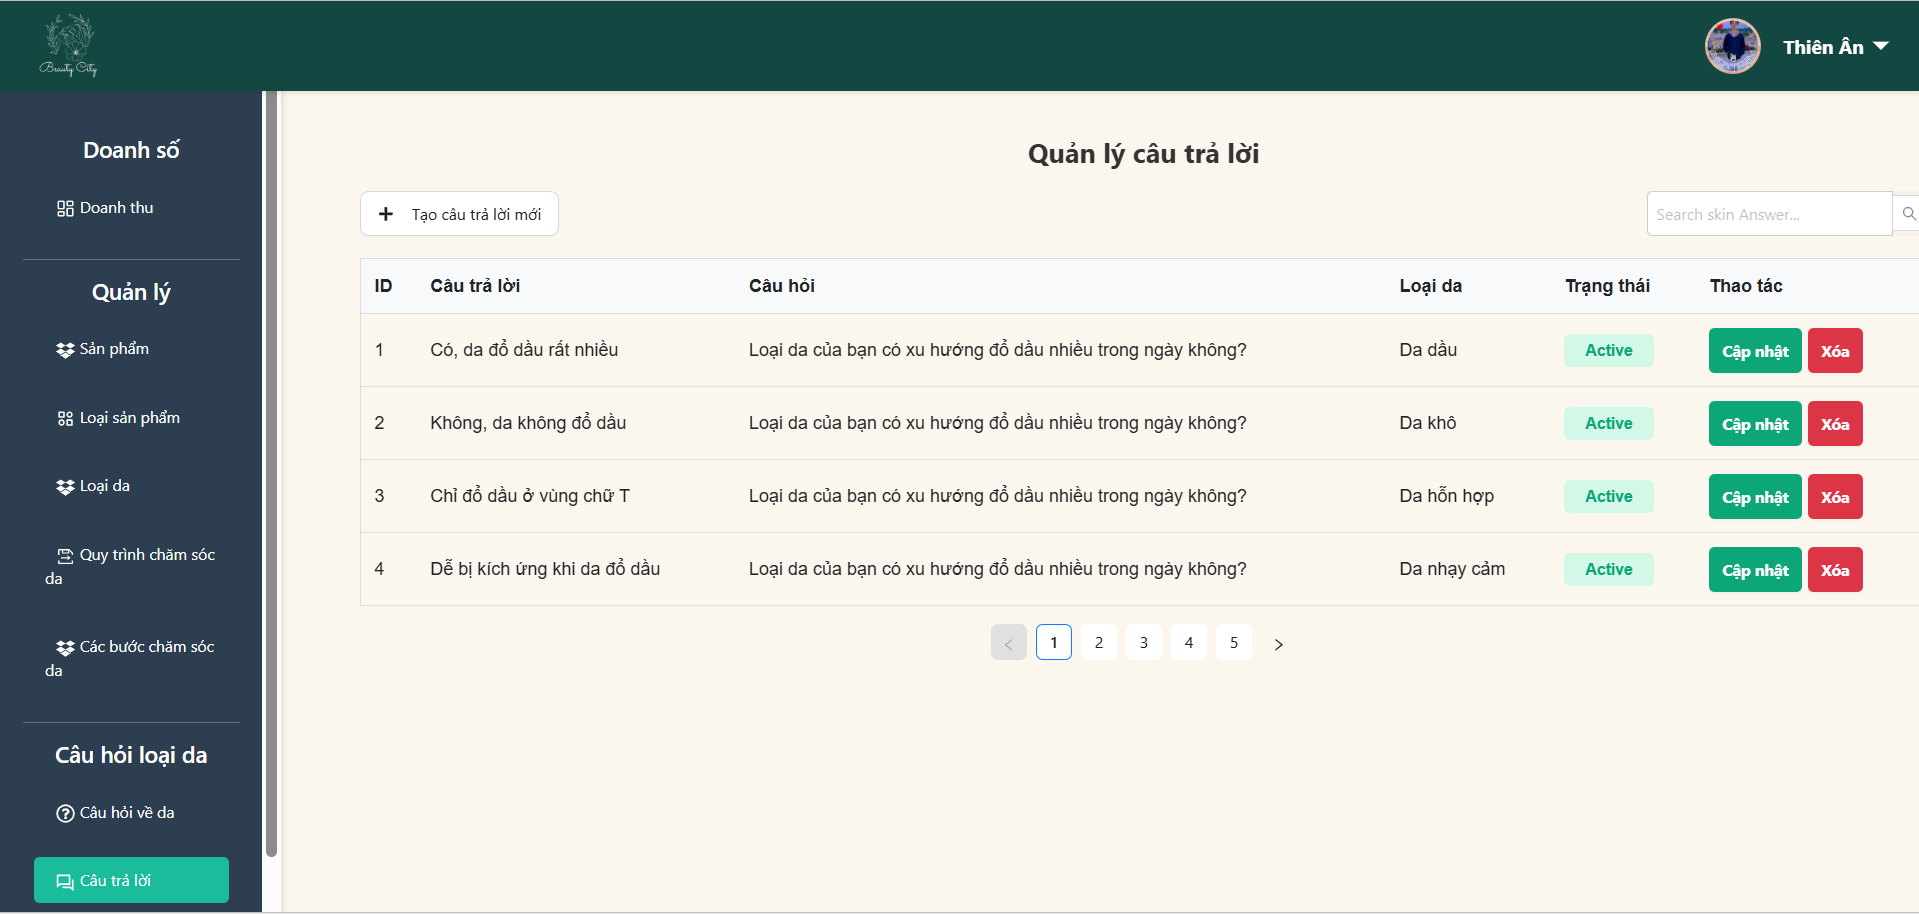 Beauty City
Thiên Ân
Doanh số
Doanh thu
Quản lý
Sản phẩm
Loại sản phẩm
Loại da
Quy trình chăm sóc
da
Các bước chăm sóc
da
Câu hỏi loại da
Câu hỏi về da
Câu trả lời
Quản lý câu trả lời
Tạo câu trả lời mới
Search skin Answer...
ID Câu trả lời Câu hỏi Loại da Trạng thái Thao tác
1 Có, da đổ dầu rất nhiều Loại da của bạn có xu hướng đổ dầu nhiều trong ngày không? Da dầu Active Cập nhật Xóa
2 Không, da không đổ dầu Loại da của bạn có xu hướng đổ dầu nhiều trong ngày không? Da khô Active Cập nhật Xóa
3 Chỉ đổ dầu ở vùng chữ T Loại da của bạn có xu hướng đổ dầu nhiều trong ngày không? Da hỗn hợp Active Cập nhật Xóa
4 Dễ bị kích ứng khi da đổ dầu Loại da của bạn có xu hướng đổ dầu nhiều trong ngày không? Da nhạy cảm Active Cập nhật Xóa
< 1 2 3 4 5 >